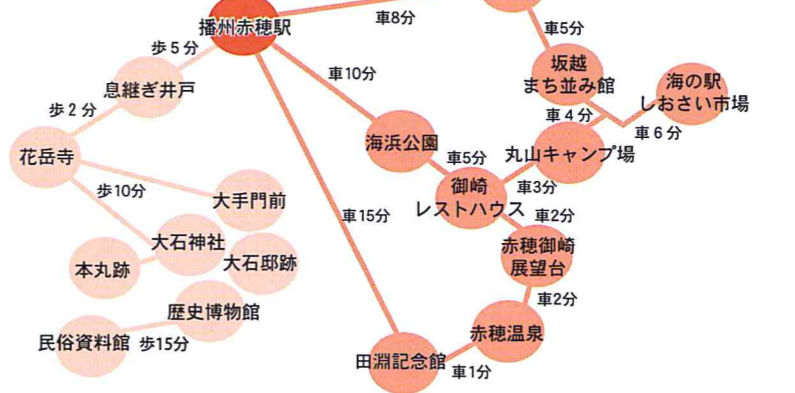 播州赤穂駅
車8分
車5分
坂越
まち並み館
海の駅
しおさい市場
歩5分
車10分
息継ぎ井戸
歩2分
車4分
車6分
花岳寺
海浜公園
車5分
丸山キャンプ場
歩10分
車3分
御崎
レストハウス
大手門前
車15分
車2分
大石神社
赤穂御崎
展望台
本丸跡
大石邸跡
車2分
歴史博物館
赤穂温泉
民俗資料館
歩15分
田淵記念館
車1分